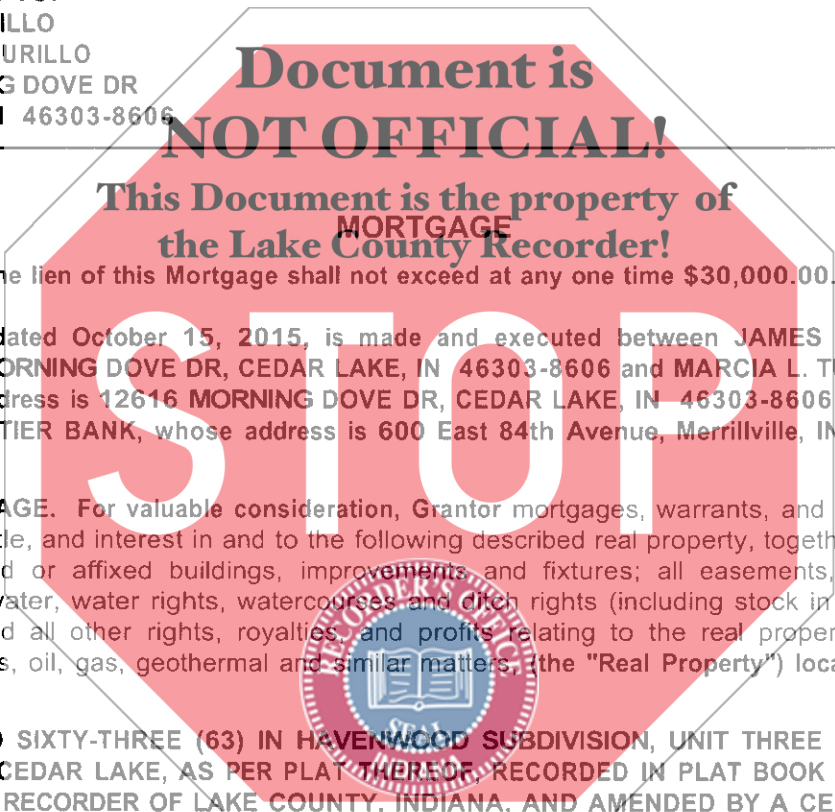 ILLO
URILLO
G DOVE DR
46303-8606
Document is
NOT OFFICIAL!
This Document is the property of
the Lake County Recorder!
MORTGAGE
e lien of this Mortgage shall not exceed at any one time $30,000.00.
dated October 15, 2015, is made and executed between JAMES
ORNING DOVE DR, CEDAR LAKE, IN 46303-8606 and MARCIA L. TU
dress is 12616 MORNING DOVE DR, CEDAR LAKE, IN 46303-8606
TIER BANK, whose address is 600 East 84th Avenue, Merrillville, IN
STOP
AGE. For valuable consideration, Grantor mortgages, warrants, and
le, and interest in and to the following described real property, togeth
d or affixed buildings, improvements and fixtures; all easements,
vater, water rights, watercourses and ditch rights (including stock in
d all other rights, royalties, and profits relating to the real proper
s, oil, gas, geothermal and similar matters, (the "Real Property") loca
RECORDER'S OFFICE
SEAL
SIXTY-THREE (63) IN HAVENWOOD SUBDIVISION, UNIT THREE
CEDAR LAKE, AS PER PLAT THEREOF, RECORDED IN PLAT BOOK
RECORDER OF LAKE COUNTY, INDIANA, AND AMENDED BY A CE